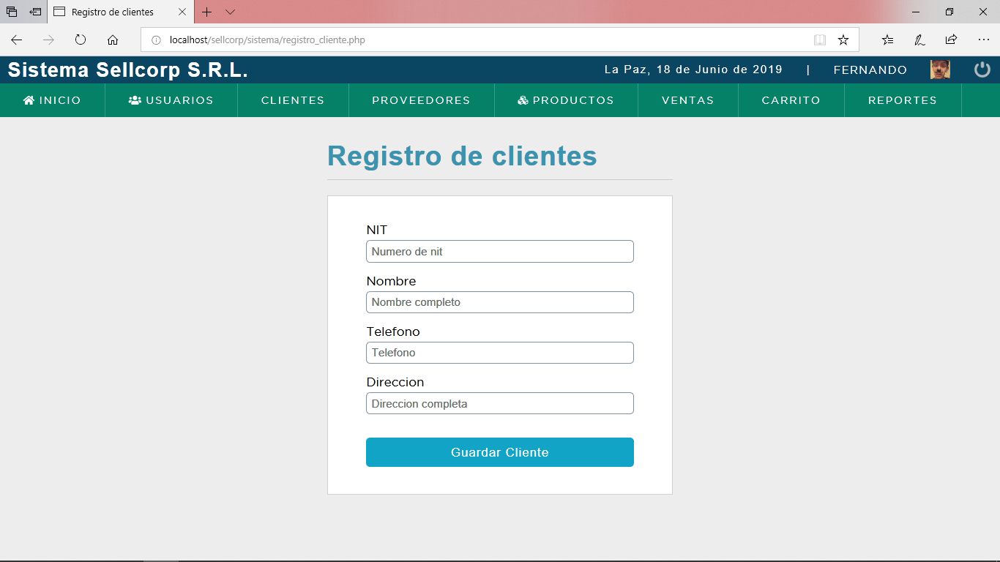 Registro de clientes
localhost/sellcorp/sistema/registro_cliente.php
Sistema Sellcorp S.R.L.
La Paz, 18 de Junio de 2019 | FERNANDO
INICIO USUARIOS CLIENTES PROVEEDORES PRODUCTOS VENTAS CARRITO REPORTES
Registro de clientes
NIT
Numero de nit
Nombre
Nombre completo
Telefono
Telefono
Direccion
Direccion completa
Guardar Cliente